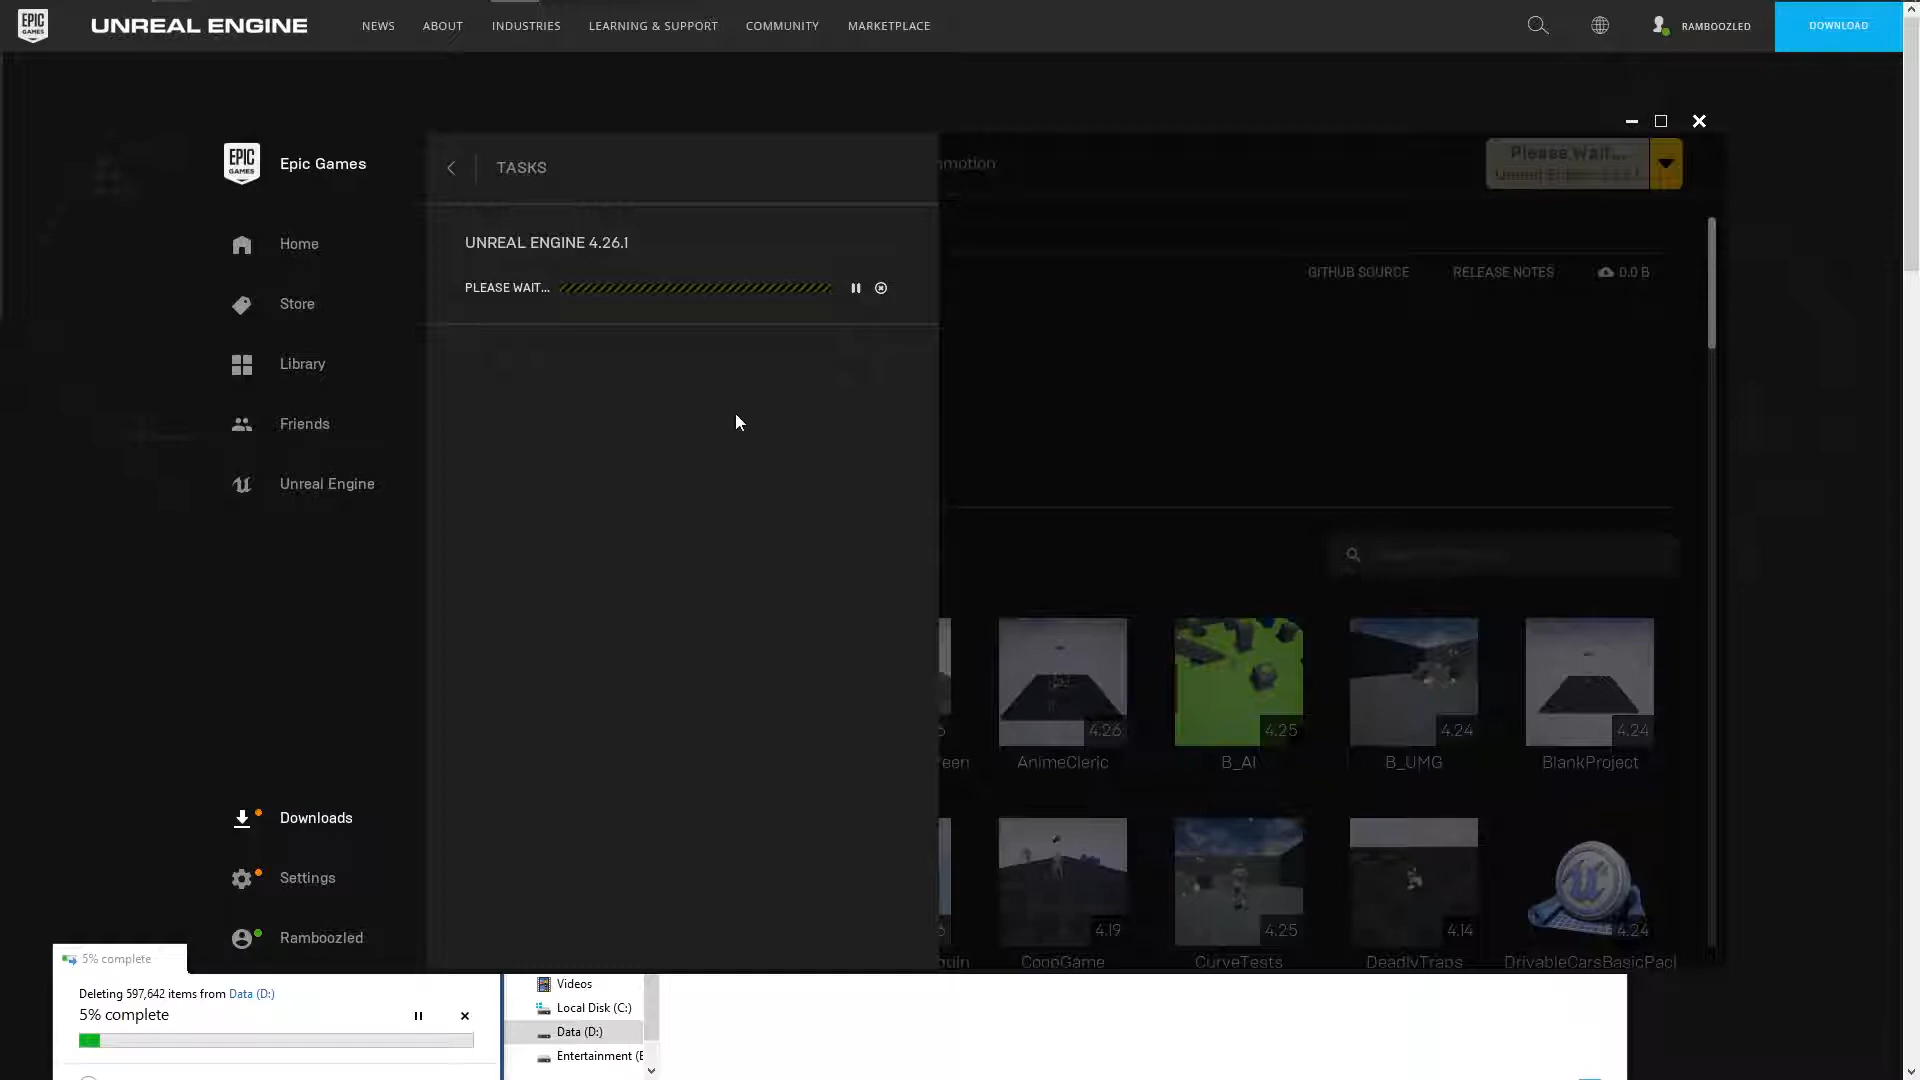 EPIC GAMES
UNREAL ENGINE
NEWS
ABOUT
INDUSTRIES
LEARNING & SUPPORT
COMMUNITY
MARKETPLACE
RAMBOOZLED
DOWNLOAD
EPIC GAMES
Epic Games
TASKS
Please Wait...
UNREAL ENGINE 4.26.1
PLEASE WAIT...
GITHUB SOURCE
RELEASE NOTES
0.0 B
Home
Store
Library
Friends
Unreal Engine
4.26
4.25
4.24
4.24
AnimeCleric
B_AI
B_UMG
BlankProject
Downloads
Settings
Ramboozled
4.19
4.25
4.14
4.24
CoopGame
CurveTests
DeadlyTraps
DrivableCarsBasicPacl
5% complete
Deleting 597,642 items from Data (D:)
5% complete
Videos
Local Disk (C:)
Data (D:)
Entertainment (E